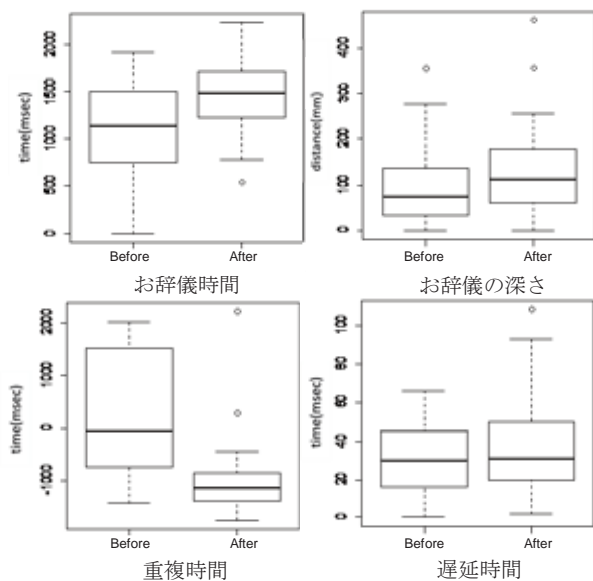 time(msec)
2000
1500
1000
500
0
Before After
お辞儀時間
distance(mm)
400
300
200
100
0
Before After
お辞儀の深さ
time(msec)
2000
1000
0
-1000
Before After
重複時間
time(msec)
100
80
60
40
20
0
Before After
遅延時間